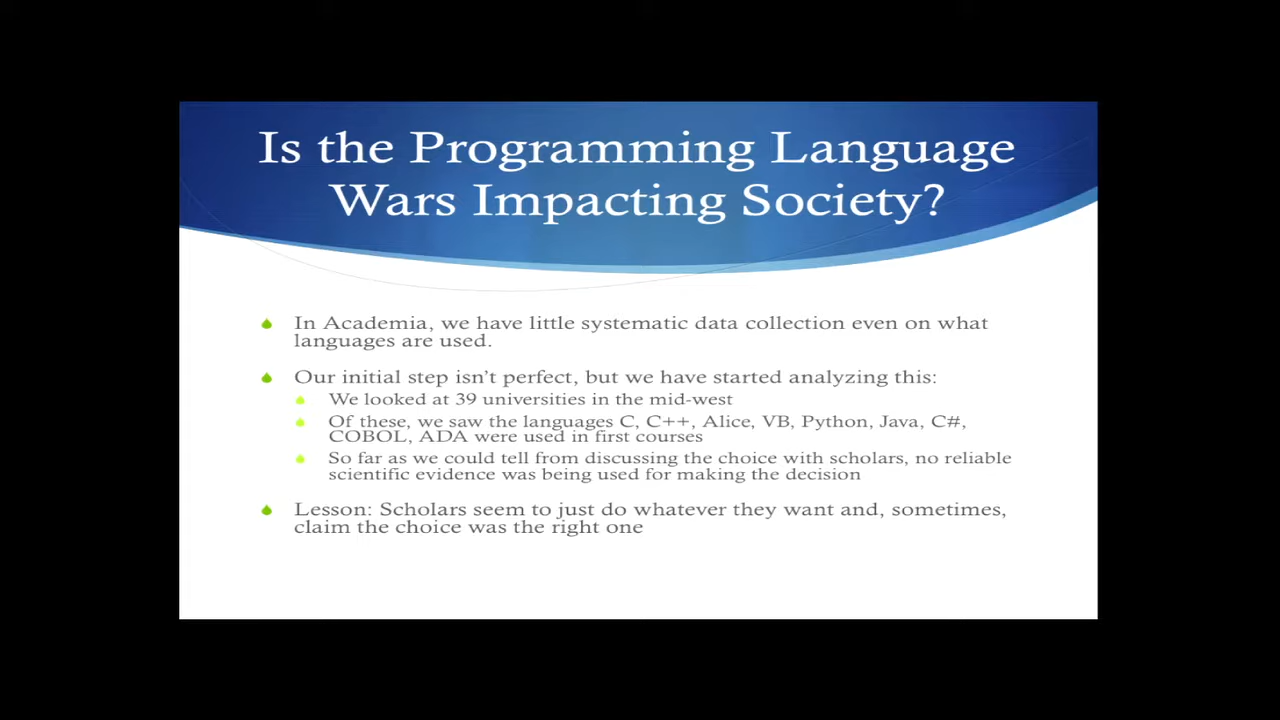 Is the Programming Language
Wars Impacting Society?
In Academia, we have little systematic data collection even on what
languages are used.
Our initial step isn't perfect, but we have started analyzing this:
We looked at 39 universities in the mid-west
Of these, we saw the languages C, C++, Alice, VB, Python, Java, C#,
COBOL, ADA were used in first courses
So far as we could tell from discussing the choice with scholars, no reliable
scientific evidence was being used for making the decision
Lesson: Scholars seem to just do whatever they want and, sometimes,
claim the choice was the right one